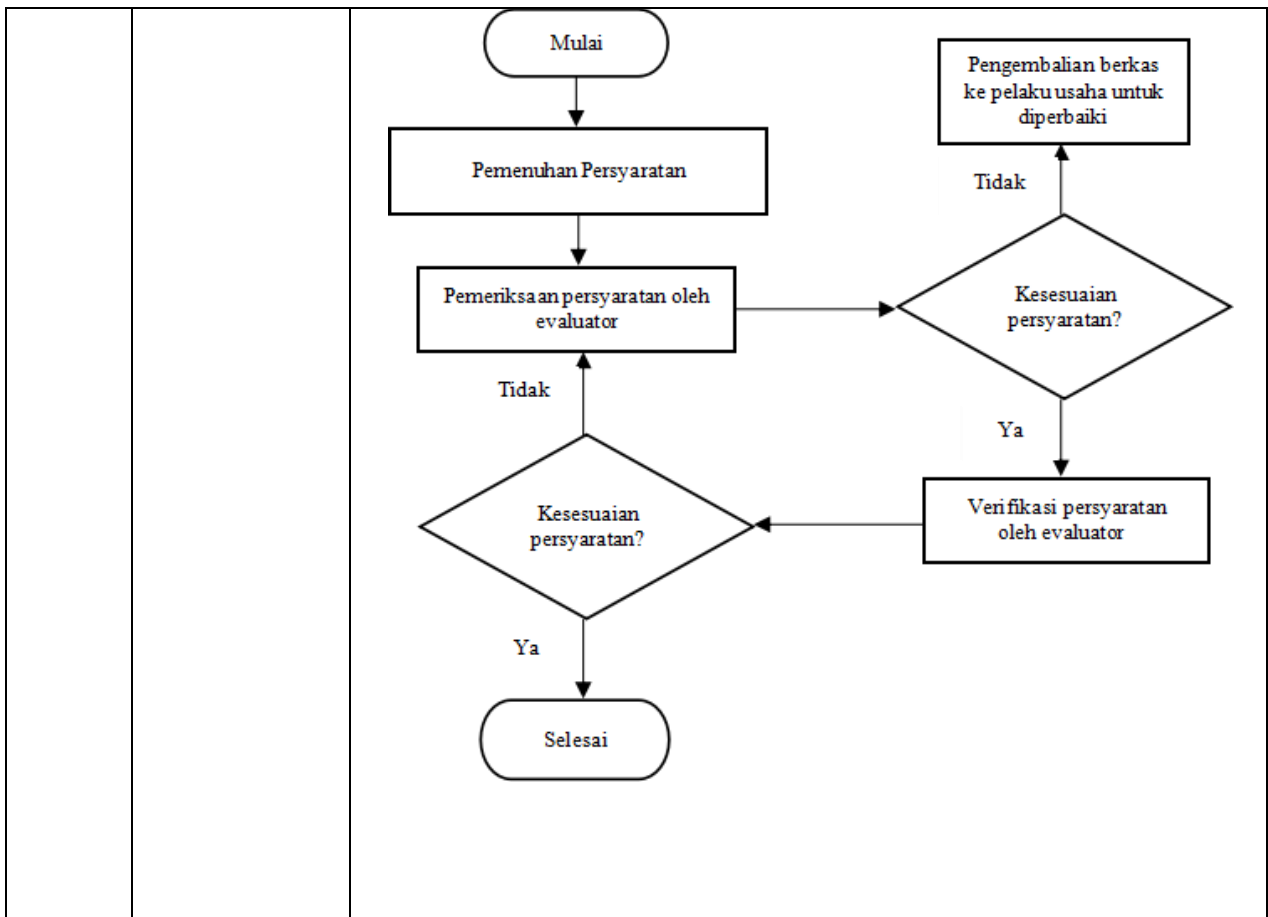 Mulai
Pemenuhan Persyaratan
Pemeriksaan persyaratan oleh
evaluator
Kesesuaian
persyaratan?
Tidak
Pengembalian berkas
ke pelaku usaha untuk
diperbaiki
Ya
Verifikasi persyaratan
oleh evaluator
Kesesuaian
persyaratan?
Tidak
Ya
Selesai